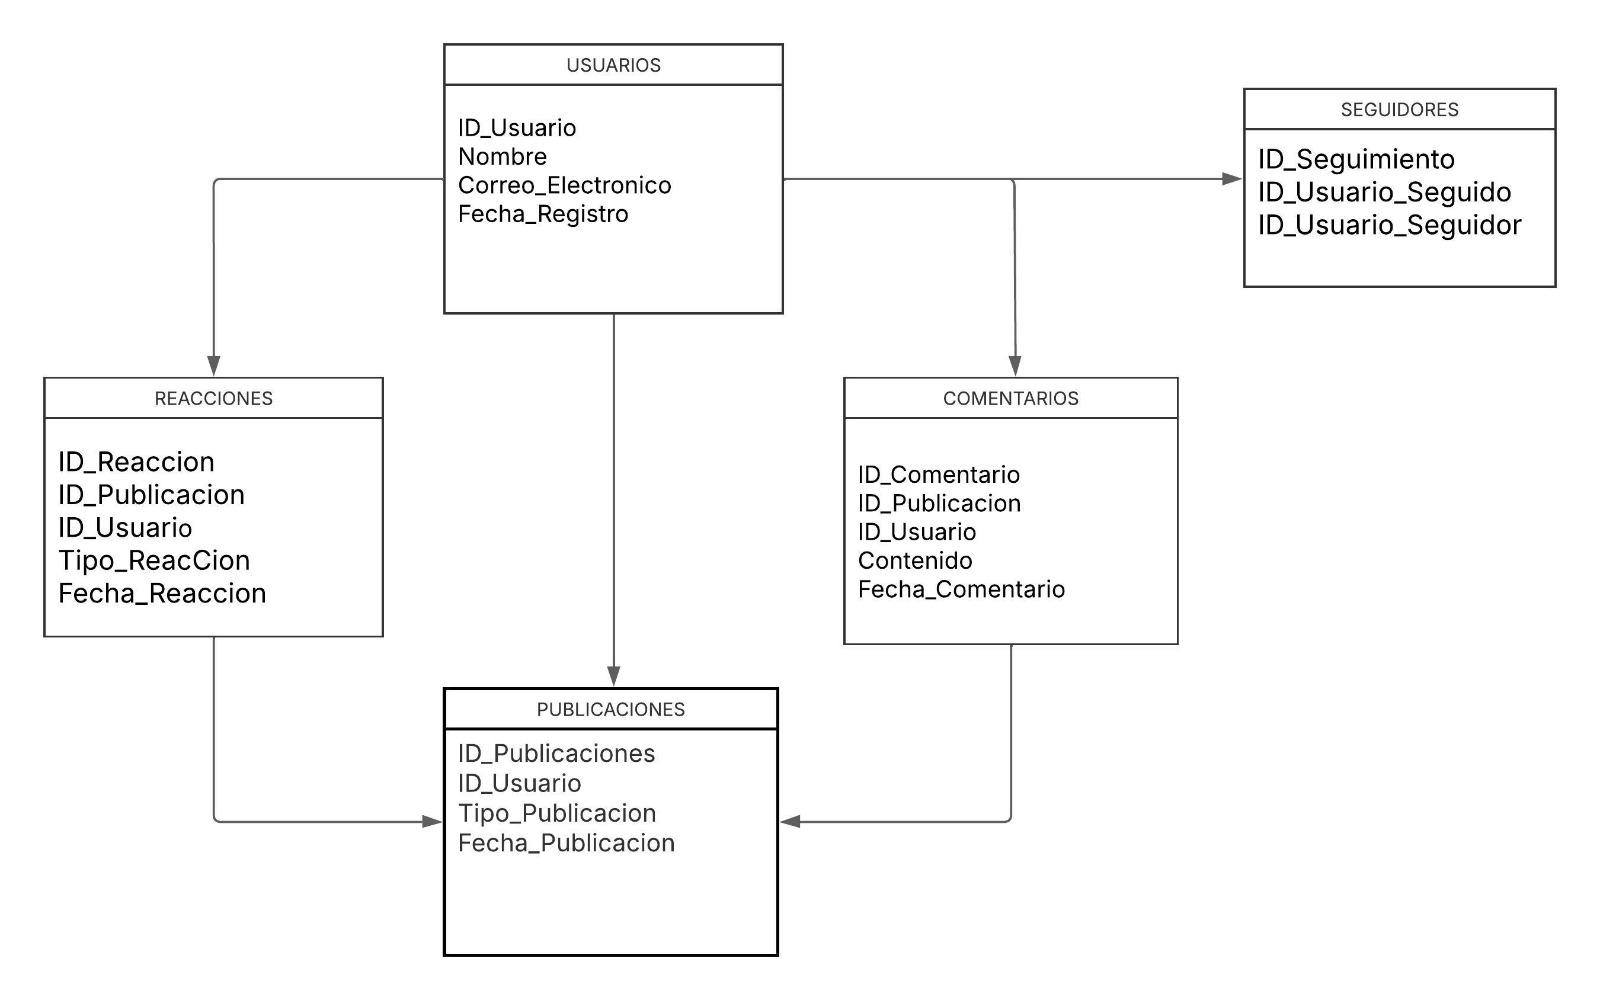 USUARIOS
ID_Usuario
Nombre
Correo_Electronico
Fecha_Registro
SEGUIDORES
ID_Seguimiento
ID_Usuario_Seguido
ID_Usuario_Seguidor
REACCIONES
ID_Reaccion
ID_Publicacion
ID_Usuario
Tipo_ReacCion
Fecha_Reaccion
COMENTARIOS
ID_Comentario
ID_Publicacion
ID_Usuario
Contenido
Fecha_Comentario
PUBLICACIONES
ID_Publicaciones
ID_Usuario
Tipo_Publicacion
Fecha_Publicacion